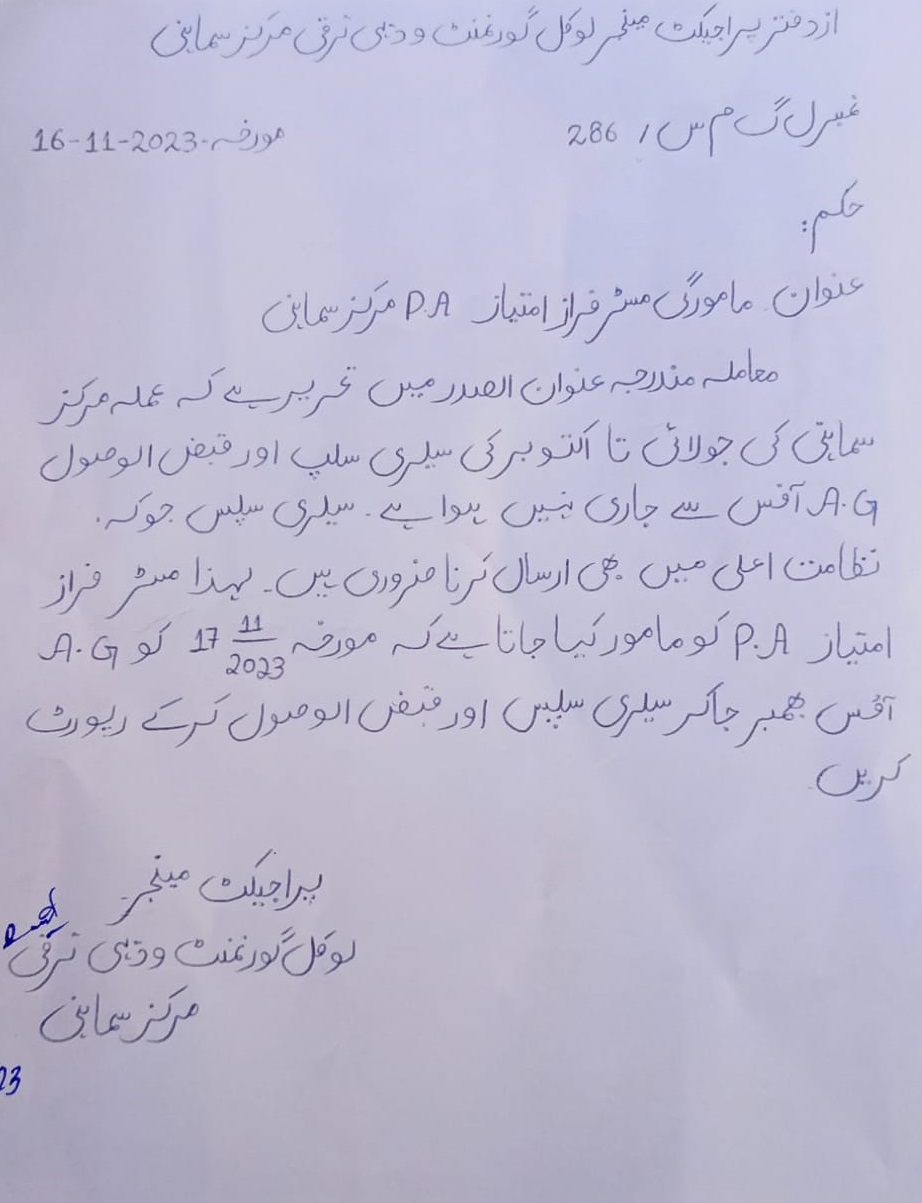 از دفتر پراجیکٹ مینجر لوکل گورنمنٹ و دہی ترقی مرکز سماہنی
نمبر ل گ م س / 286 مورخہ 16-11-2023
حکم:
عنوان. مامورگی مسٹر فراز امتیاز P.A مرکز سماہنی
معاملہ مندرجہ عنوان الصدر میں تحریر ہے کہ عملہ مرکز
سماہنی کی جولائی تا اکتوبر کی سیلری سلپ اور قبض الوصول
A.G آفس سے جاری نہیں ہوا ہے۔ سیلری سلپس جو کہ
نظامت اعلی میں بھی ارسال کرنا ضروری ہیں۔ لہذا مسٹر فراز
امتیاز P.A کو مامور کیا جاتا ہے کہ مورخہ 17 11/2023 کو A.G
آفس بھمبر جا کر سیلری سلپس اور قبض الوصول کر کے رپورٹ
کریں
پراجیکٹ مینجر
لوکل گورنمنٹ و دہی ترقی
مرکز سماہنی
23